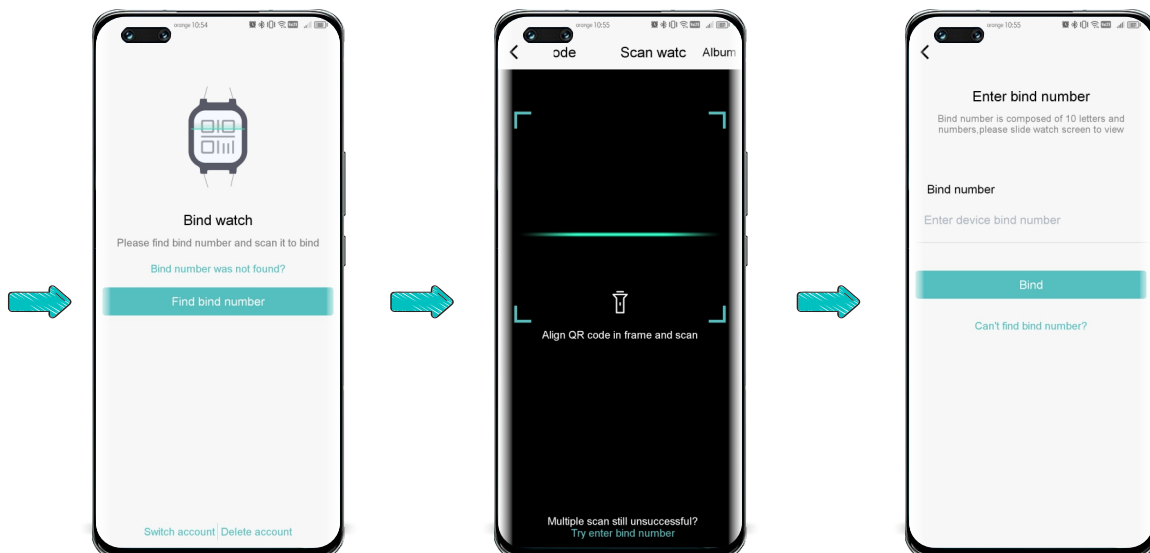 orange 10:54
Bind watch
Please find bind number and scan it to bind
Bind number was not found?
Find bind number
Switch account
Delete account
orange 10:55
ode
Scan watc
Album
Align QR code in frame and scan
Multiple scan still unsuccessful?
Try enter bind number
orange 10:55
Enter bind number
Bind number is composed of 10 letters and
numbers,please slide watch screen to view
Bind number
Enter device bind number
Bind
Can't find bind number?